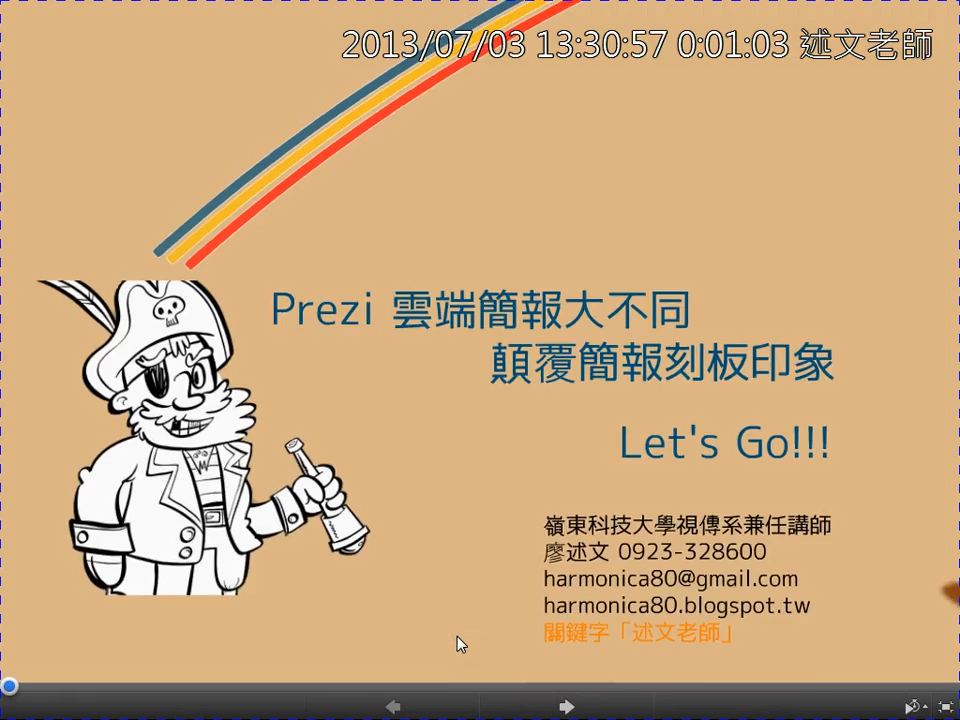 2013/07/03 13:30:57 0:01:03 述文老師
Prezi 雲端簡報大不同
顛覆簡報刻板印象
Let's Go!!!
嶺東科技大學視傳系兼任講師
廖述文 0923-328600
harmonica80@gmail.com
harmonica80.blogspot.tw
關鍵字「述文老師」